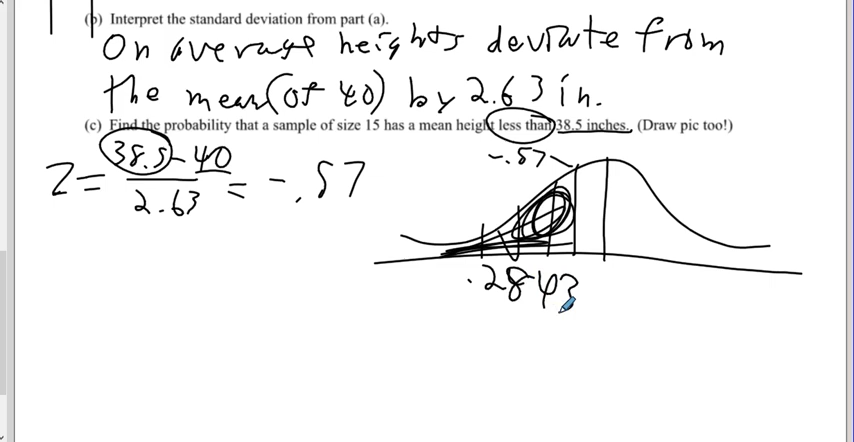 (b) Interpret the standard deviation from part (a).
On average heights deviate from
the mean (of 40) by 2.63 in.
(c) Find the probability that a sample of size 15 has a mean height less than 38.5 inches. (Draw pic too!)
Z = 38.5 - 40 / 2.63 = -.57
-.57
.2843